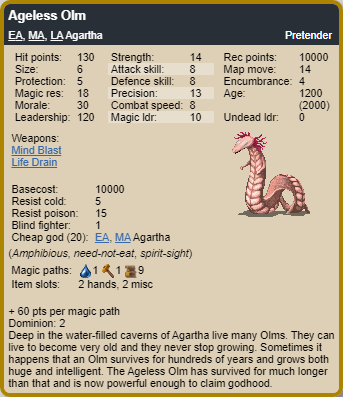 Ageless Olm
EA, MA, LA Agartha Pretender
Hit points: 130 Strength: 14 Rec points: 10000
Size: 6 Attack skill: 8 Map move: 14
Protection: 5 Defence skill: 8 Encumbrance: 4
Magic res: 18 Precision: 13 Age: 1200
Morale: 30 Combat speed: 8 (2000)
Leadership: 120 Magic ldr: 10 Undead ldr: 0
Weapons:
Mind Blast
Life Drain
Basecost: 10000
Resist cold: 5
Resist poison: 15
Blind fighter: 1
Cheap god (20): EA, MA Agartha
(Amphibious, need-not-eat, spirit-sight)
Magic paths: 1 1 9
Item slots: 2 hands, 2 misc
+ 60 pts per magic path
Dominion: 2
Deep in the water-filled caverns of Agartha live many Olms. They can
live to become very old and they never stop growing. Sometimes it
happens that an Olm survives for hundreds of years and grows both
huge and intelligent. The Ageless Olm has survived for much longer
than that and is now powerful enough to claim godhood.